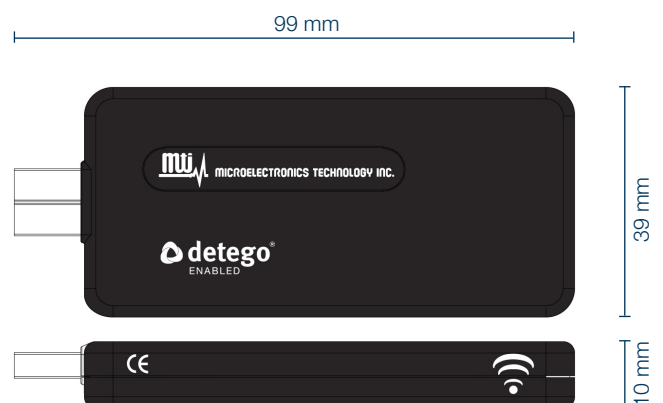 99 mm
mti MICROELECTRONICS TECHNOLOGY INC.
39 mm
detego®
ENABLED
CE
10 mm